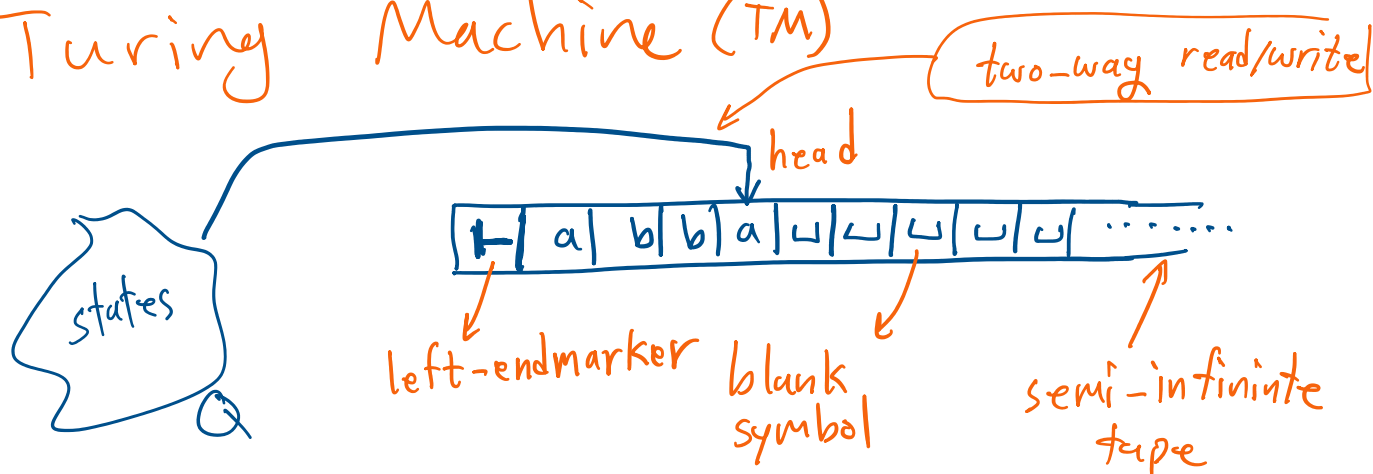 Turing Machine (TM)
two-way read/write
head
⊢ a b b a ⊔ ⊔ ⊔ ⊔ ⊔ ........
states
Q
left-endmarker
blank
symbol
semi-infininte
tape